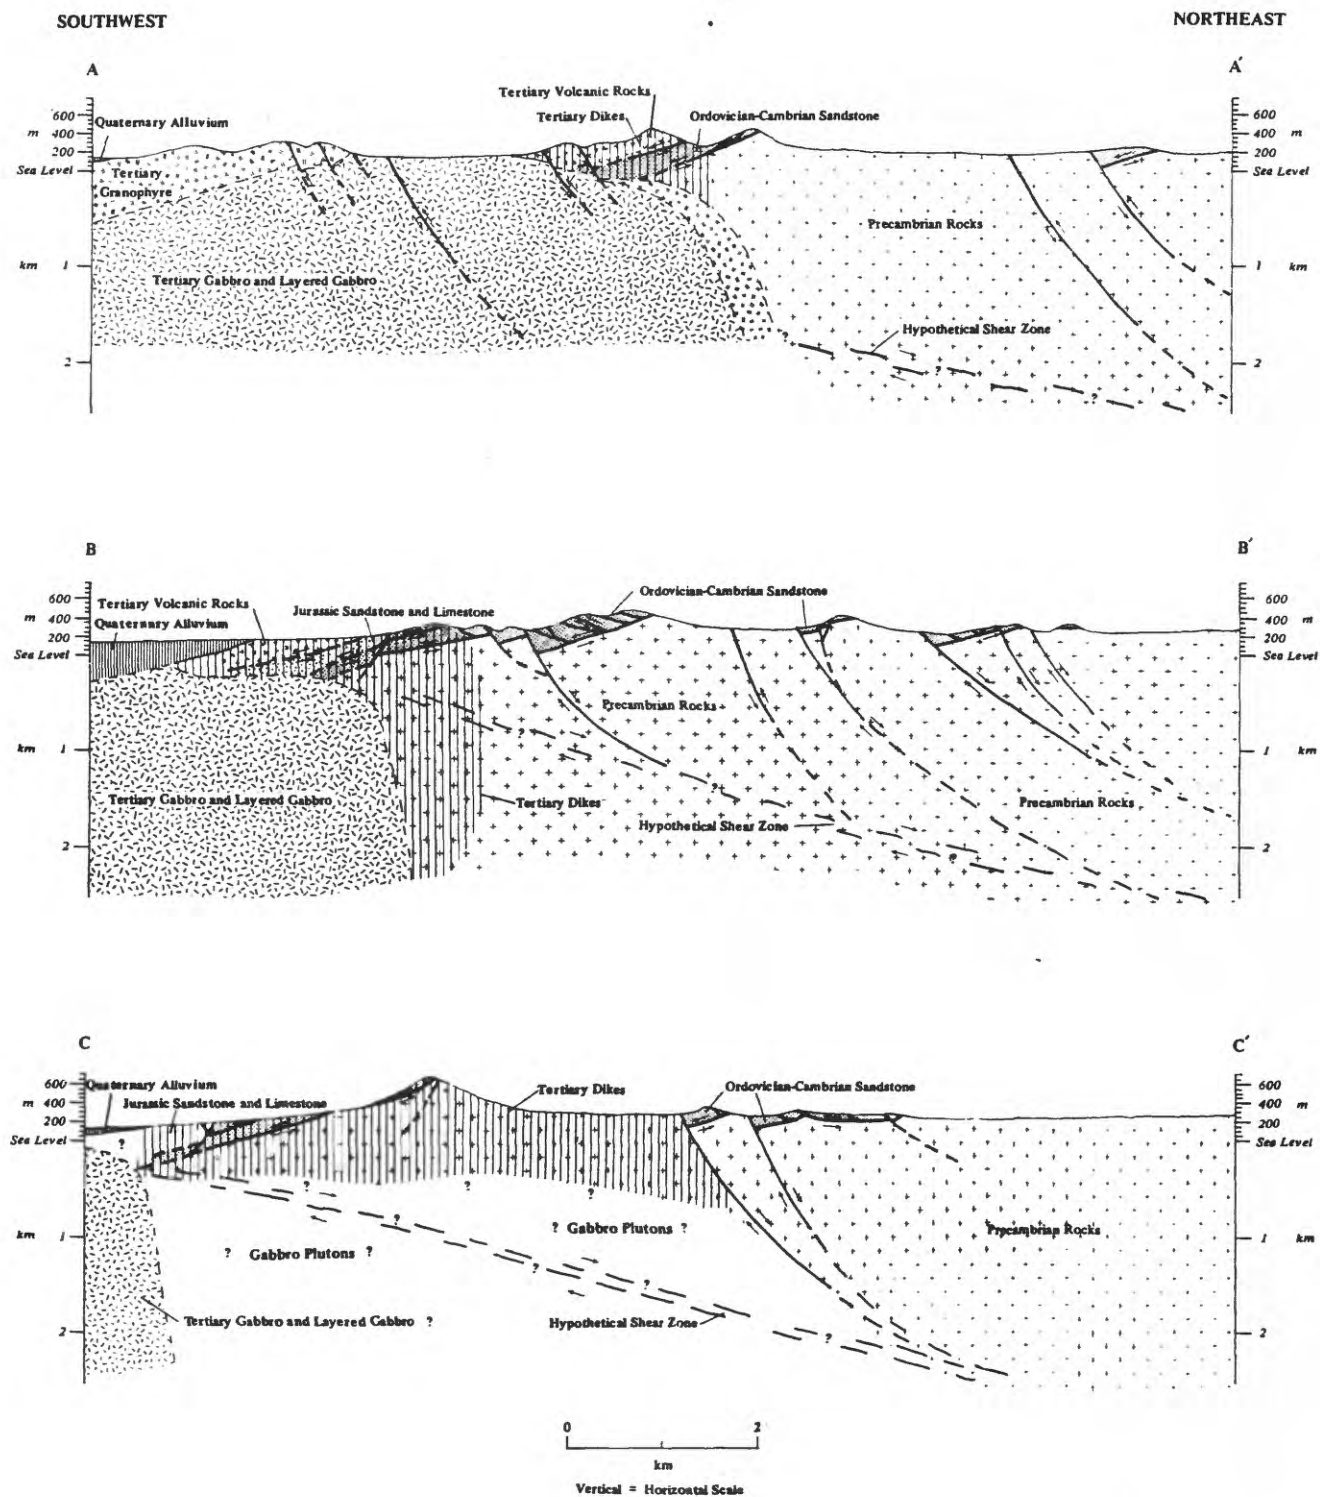 SOUTHWEST
NORTHEAST
A
A′
Tertiary Volcanic Rocks
Tertiary Dikes
Ordovician-Cambrian Sandstone
Quaternary Alluvium
600
m 400
200
Sea Level
Tertiary
Granophyre
600
400 m
200
Sea Level
Precambrian Rocks
km 1
Tertiary Gabbro and Layered Gabbro
1 km
Hypothetical Shear Zone
2
?
?
?
2
B
B′
Ordovician-Cambrian Sandstone
600
m 400
200
Sea Level
Tertiary Volcanic Rocks
Jurassic Sandstone and Limestone
Quaternary Alluvium
600
400 m
200
Sea Level
Precambrian Rocks
?
km 1
1 km
?
Tertiary Gabbro and Layered Gabbro
Tertiary Dikes
Precambrian Rocks
Hypothetical Shear Zone
2
2
C
C′
600
m 400
200
Sea Level
Quaternary Alluvium
Jurassic Sandstone and Limestone
Tertiary Dikes
Ordovician-Cambrian Sandstone
600
400 m
200
Sea Level
?
? ? ?
?
? Gabbro Plutons ?
Precambrian Rocks
km 1
1 km
? Gabbro Plutons ?
? ?
Tertiary Gabbro and Layered Gabbro ?
Hypothetical Shear Zone
?
2
2
0 2
km
Vertical = Horizontal Scale